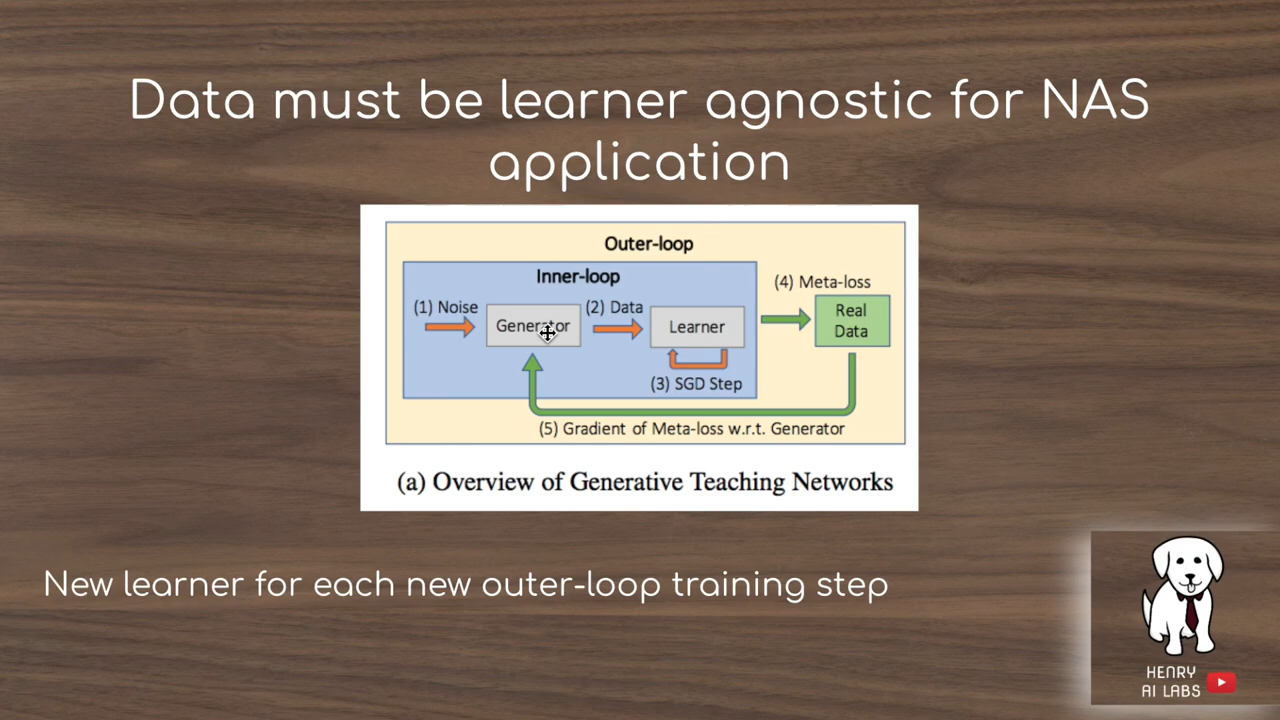 Data must be learner agnostic for NAS
application
Outer-loop
Inner-loop
(4) Meta-loss
(1) Noise
(2) Data
Generator
Learner
Real
Data
(3) SGD Step
(5) Gradient of Meta-loss w.r.t. Generator
(a) Overview of Generative Teaching Networks
New learner for each new outer-loop training step
HENRY
AI LABS